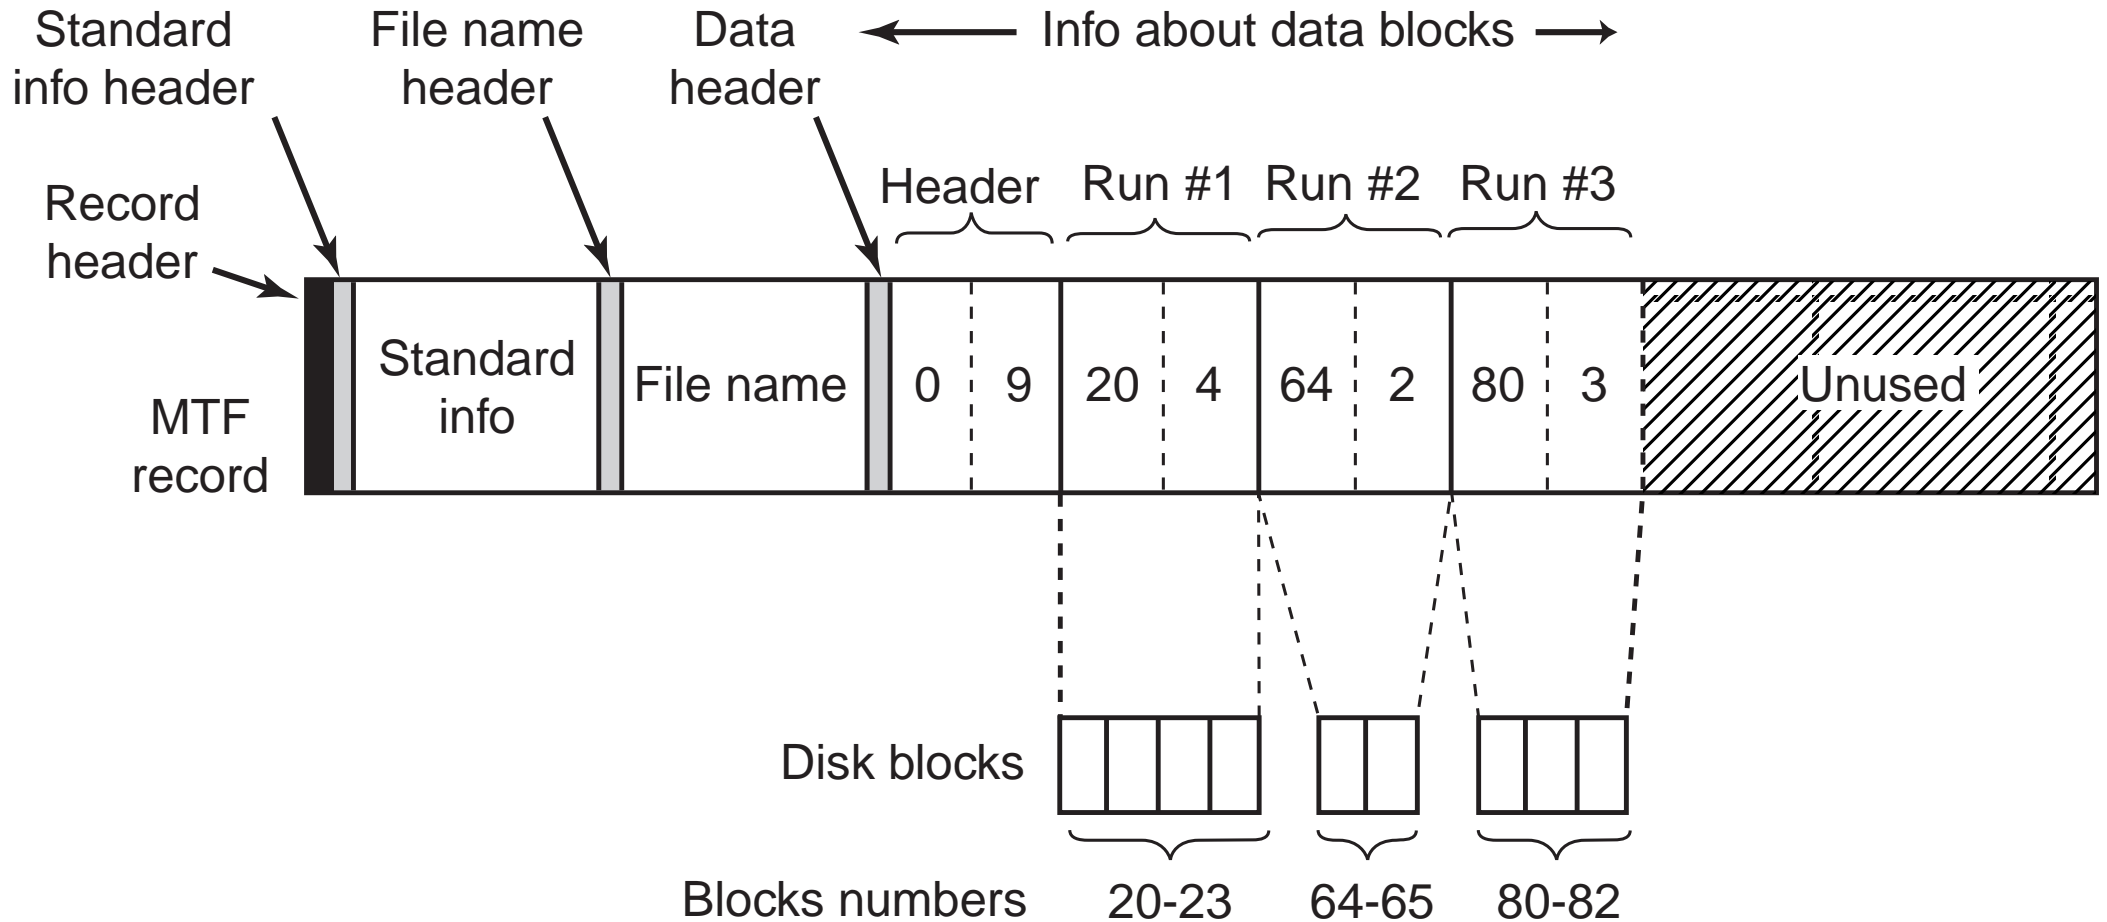 Standard
info header
File name
header
Data
header
Info about data blocks
Record
header
Header
Run #1
Run #2
Run #3
MTF
record
Standard
info
File name
0 9 20 4 64 2 80 3
Unused
Disk blocks
Blocks numbers 20-23 64-65 80-82